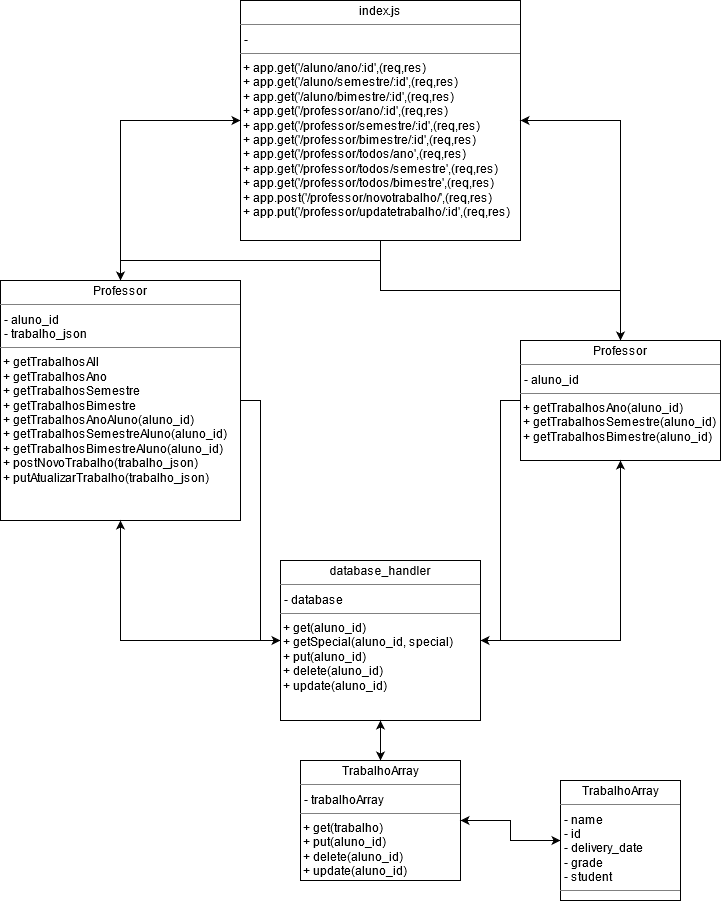 index.js
-
+ app.get('/aluno/ano/:id',(req,res)
+ app.get('/aluno/semestre/:id',(req,res)
+ app.get('/aluno/bimestre/:id',(req,res)
+ app.get('/professor/ano/:id',(req,res)
+ app.get('/professor/semestre/:id',(req,res)
+ app.get('/professor/bimestre/:id',(req,res)
+ app.get('/professor/todos/ano',(req,res)
+ app.get('/professor/todos/semestre',(req,res)
+ app.get('/professor/todos/bimestre',(req,res)
+ app.post('/professor/novotrabalho/',(req,res)
+ app.put('/professor/updatetrabalho/:id',(req,res)
Professor
- aluno_id
- trabalho_json
+ getTrabalhosAll
+ getTrabalhosAno
+ getTrabalhosSemestre
+ getTrabalhosBimestre
+ getTrabalhosAnoAluno(aluno_id)
+ getTrabalhosSemestreAluno(aluno_id)
+ getTrabalhosBimestreAluno(aluno_id)
+ postNovoTrabalho(trabalho_json)
+ putAtualizarTrabalho(trabalho_json)
Professor
- aluno_id
+ getTrabalhosAno(aluno_id)
+ getTrabalhosSemestre(aluno_id)
+ getTrabalhosBimestre(aluno_id)
database_handler
- database
+ get(aluno_id)
+ getSpecial(aluno_id, special)
+ put(aluno_id)
+ delete(aluno_id)
+ update(aluno_id)
TrabalhoArray
- trabalhoArray
+ get(trabalho)
+ put(aluno_id)
+ delete(aluno_id)
+ update(aluno_id)
TrabalhoArray
- name
- id
- delivery_date
- grade
- student